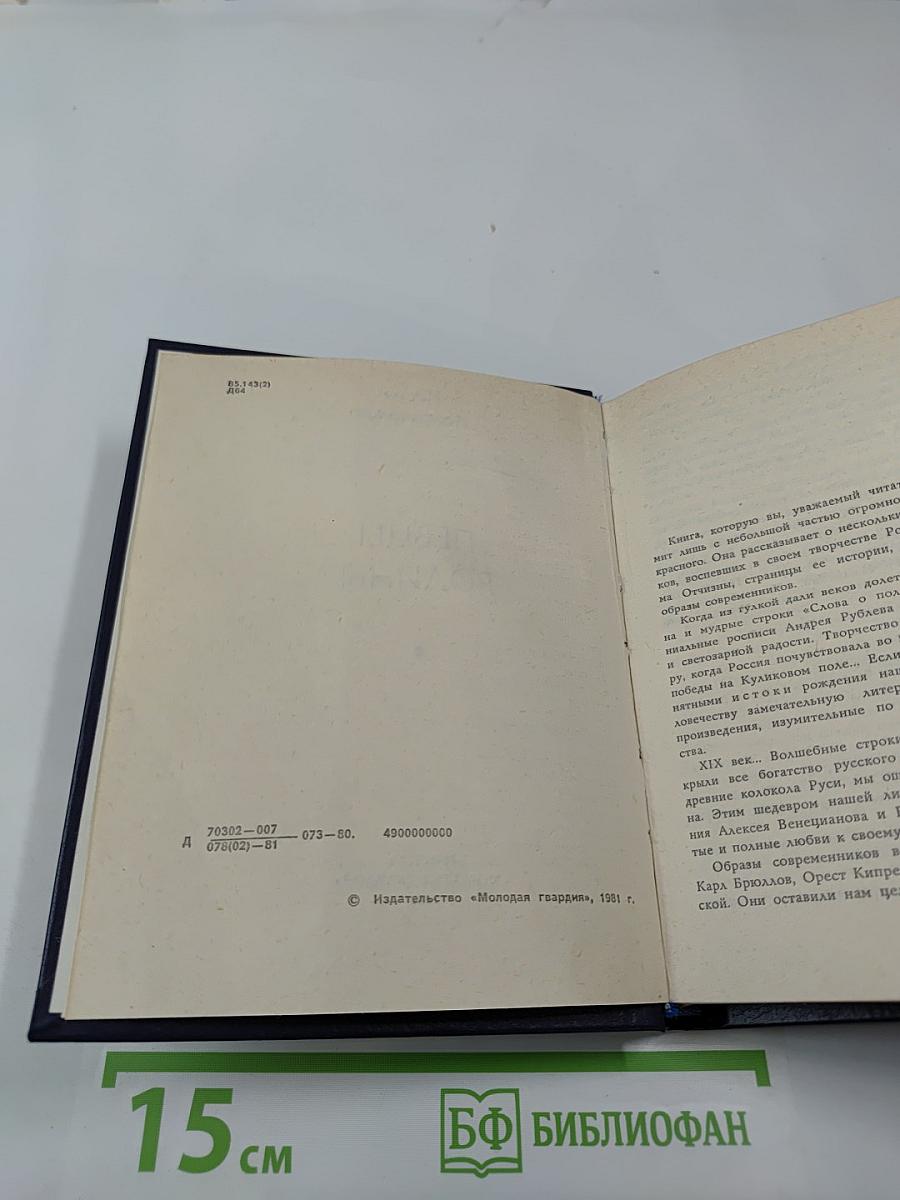 85.143(2)
Д64
Д 70302—007 073—80. 4900000000
078(02)—81
© Издательство «Молодая гвардия», 1981 г.
Книга, которую вы, уважаемый читат
мит лишь с небольшой частью огромно
красного. Она рассказывает о нескольки
ков, воспевших в своем творчестве Ро
ма Отчизны, страницы ее истории,
образы современников.
Когда из гулкой дали веков долет
на и мудрые строки «Слова о пол
ниальные росписи Андрея Рублева
и светозарной радости. Творчество
ру, когда Россия почувствовала во
победы на Куликовом поле... Если
нятными истоки рождения наш
ловечеству замечательную литер
произведения, изумительные по
ства.
XIX век... Волшебные строки
крыли все богатство русского
древние колокола Руси, мы ощ
на. Этим шедевром нашей ли
ния Алексея Венецианова и
тые и полные любви к своему
Образы современников в
Карл Брюллов, Орест Кипре
ской. Они оставили нам цел
15 см
БФ БИБЛИОФАН